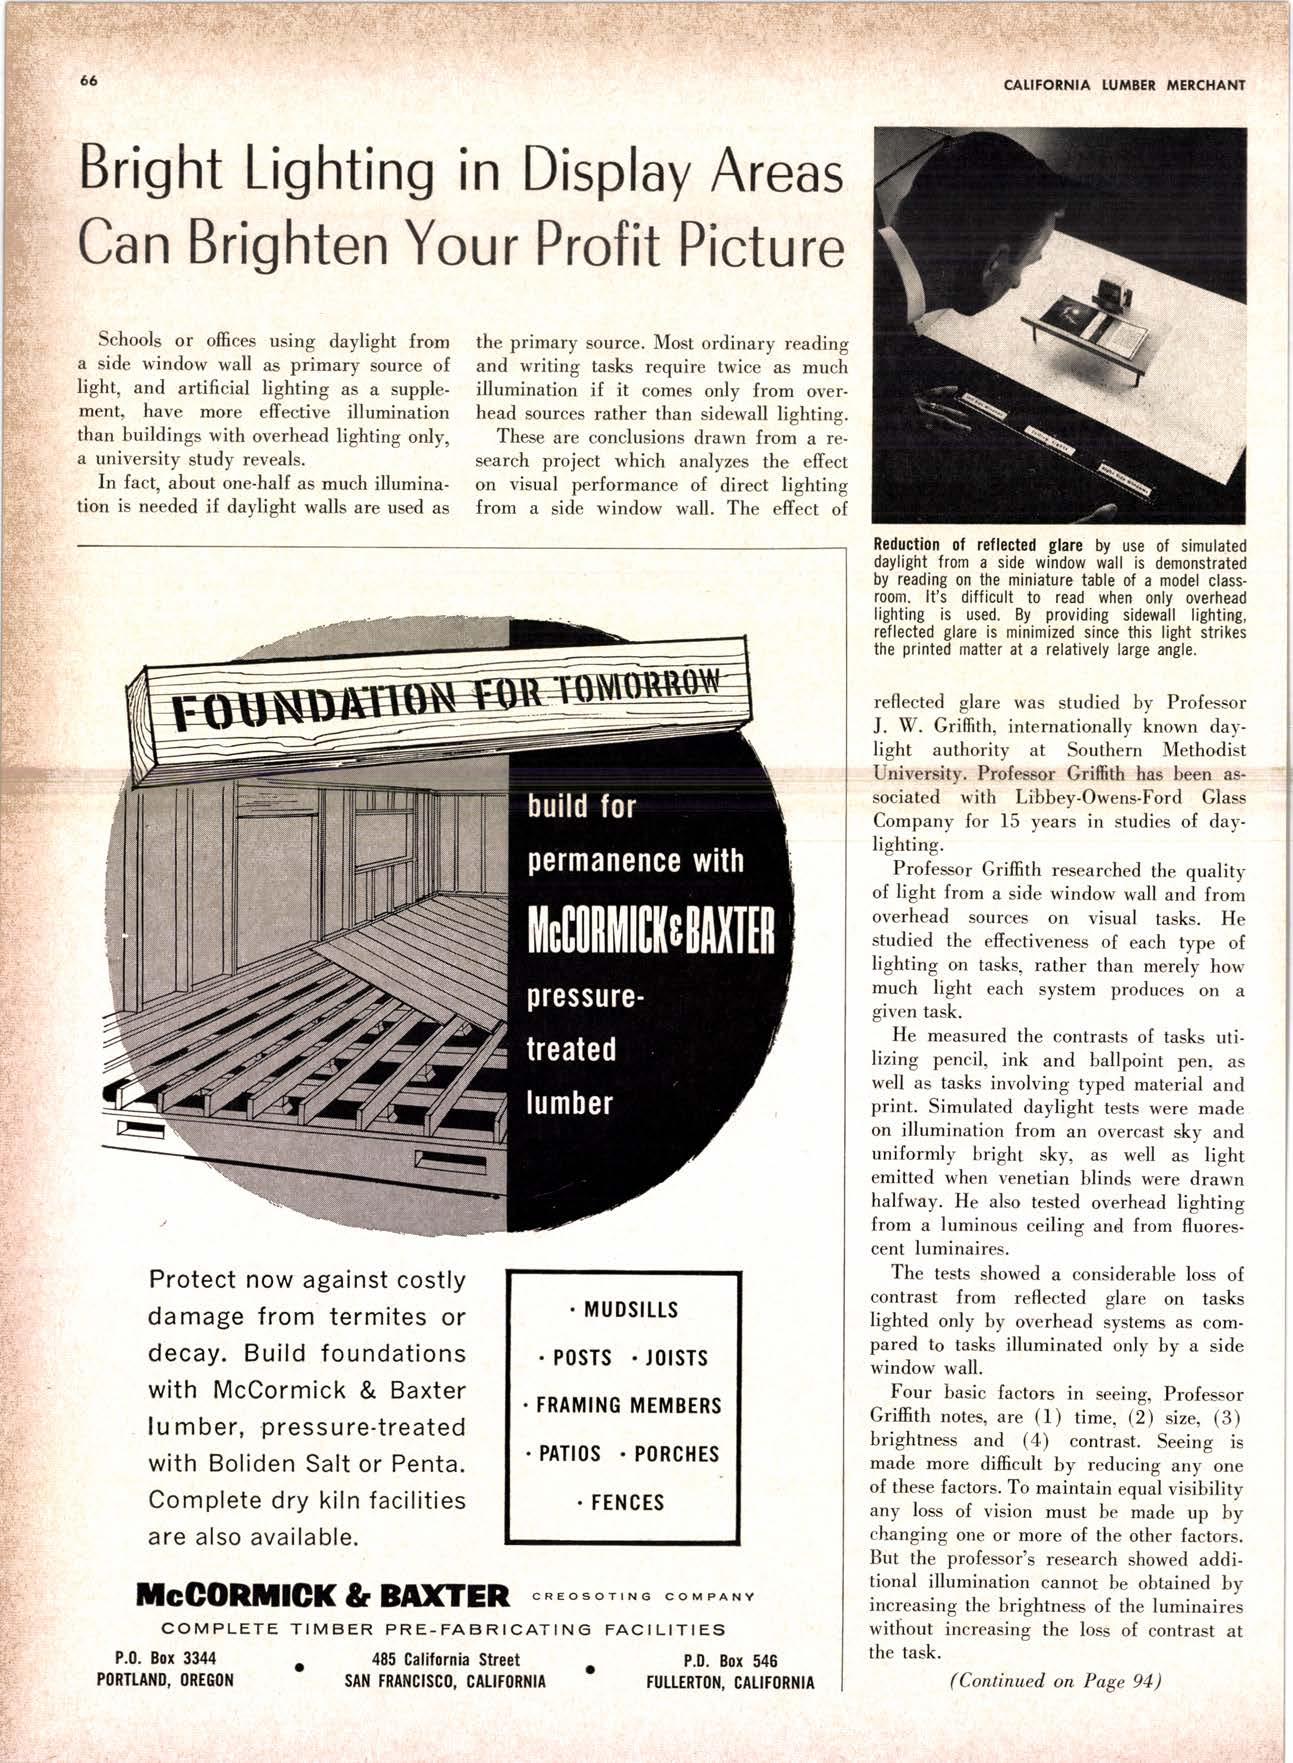 66
CALIFORNIA LUMBER MERCHANT
Bright Lighting in Display Areas
Can Brighten Your Profit Picture
Schools or offices using daylight from
a side window wall as primary source of
light, and artificial lighting as a supple-
ment, have more effective illumination
than buildings with overhead lighting only,
a university study reveals.
In fact, about one-half as much illumina-
tion is needed if daylight walls are used as
the primary source. Most ordinary reading
and writing tasks require twice as much
illumination if it comes only from over-
head sources rather than sidewall lighting.
These are conclusions drawn from a re-
search project which analyzes the effect
on visual performance of direct lighting
from a side window wall. The effect of
Reduction of reflected glare by use of simulated
daylight from a side window wall is demonstrated
by reading on the miniature table of a model class-
room. It's difficult to read when only overhead
lighting is used. By providing sidewall lighting,
reflected glare is minimized since this light strikes
the printed matter at a relatively large angle.
reflected glare was studied by Professor
J. W. Griffith, internationally known day-
light authority at Southern Methodist
University. Professor Griffith has been as-
sociated with Libbey-Owens-Ford Glass
Company for 15 years in studies of day-
lighting.
Professor Griffith researched the quality
of light from a side window wall and from
overhead sources on visual tasks. He
studied the effectiveness of each type of
lighting on tasks, rather than merely how
much light each system produces on a
given task.
He measured the contrasts of tasks uti-
lizing pencil, ink and ballpoint pen, as
well as tasks involving typed material and
print. Simulated daylight tests were made
on illumination from an overcast sky and
uniformly bright sky, as well as light
emitted when venetian blinds were drawn
halfway. He also tested overhead lighting
from a luminous ceiling and from fluores-
cent luminaires.
The tests showed a considerable loss of
contrast from reflected glare on tasks
lighted only by overhead systems as com-
pared to tasks illuminated only by a side
window wall.
Four basic factors in seeing, Professor
Griffith notes, are (1) time, (2) size, (3)
brightness and (4) contrast. Seeing is
made more difficult by reducing any one
of these factors. To maintain equal visibility
any loss of vision must be made up by
changing one or more of the other factors.
But the professor's research showed addi-
tional illumination cannot be obtained by
increasing the brightness of the luminaires
without increasing the loss of contrast at
the task.
(Continued on Page 94)
FOUNDATION FOR TOMORROW
build for
permanence with
McCORMICK & BAXTER
pressure-
treated
lumber
Protect now against costly
damage from termites or
decay. Build foundations
with McCormick & Baxter
lumber, pressure-treated
with Boliden Salt or Penta.
Complete dry kiln facilities
are also available.
· MUDSILLS
· POSTS · JOISTS
· FRAMING MEMBERS
· PATIOS · PORCHES
· FENCES
McCORMICK & BAXTER CREOSOTING COMPANY
COMPLETE TIMBER PRE-FABRICATING FACILITIES
P.O. Box 3344
PORTLAND, OREGON
•
485 California Street
SAN FRANCISCO, CALIFORNIA
•
P.O. Box 546
FULLERTON, CALIFORNIA